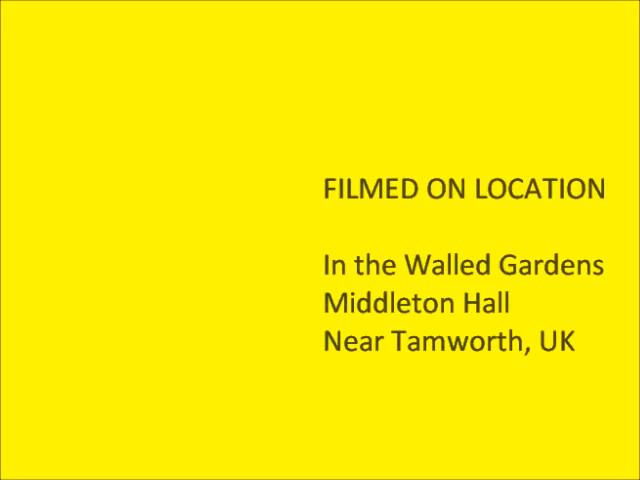 FILMED ON LOCATION
In the Walled Gardens
Middleton Hall
Near Tamworth, UK